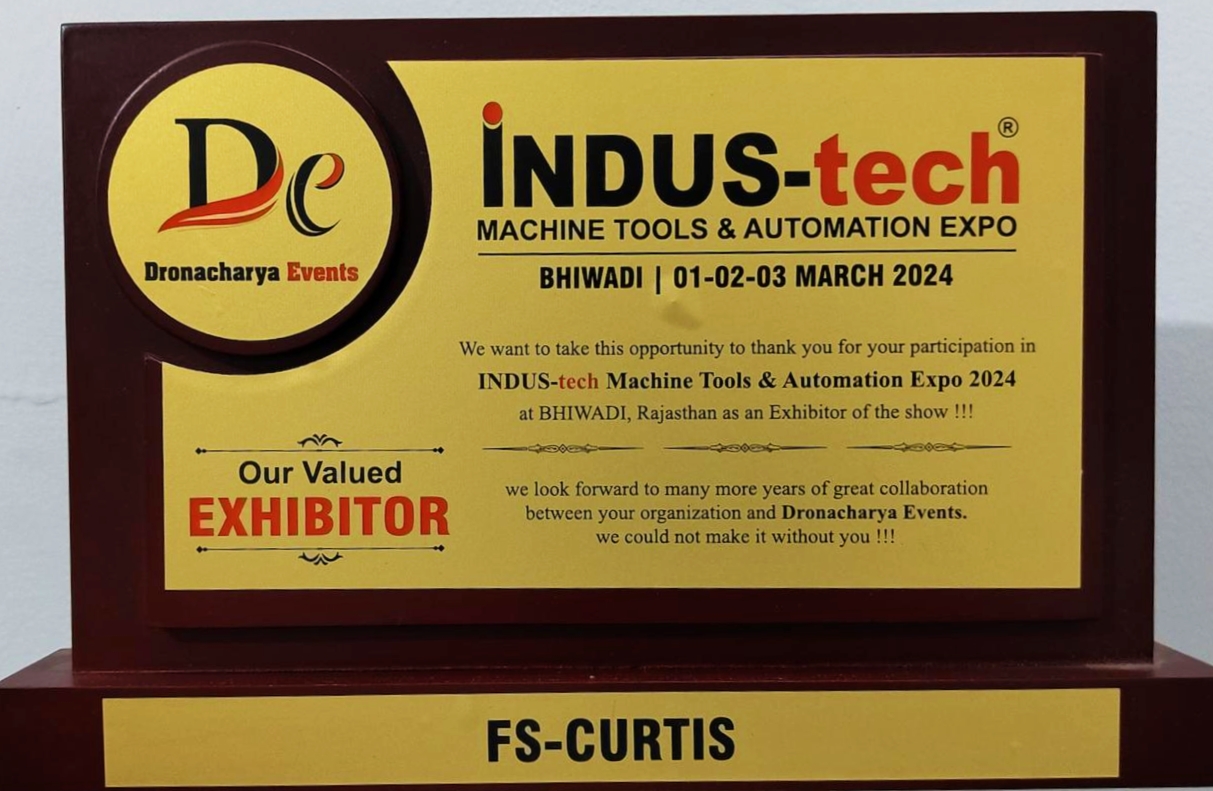 De
Dronacharya Events
iNDUS-tech®
MACHINE TOOLS & AUTOMATION EXPO
BHIWADI | 01-02-03 MARCH 2024
We want to take this opportunity to thank you for your participation in
INDUS-tech Machine Tools & Automation Expo 2024
at BHIWADI, Rajasthan as an Exhibitor of the show !!!
Our Valued
EXHIBITOR
we look forward to many more years of great collaboration
between your organization and Dronacharya Events.
we could not make it without you !!!
FS-CURTIS